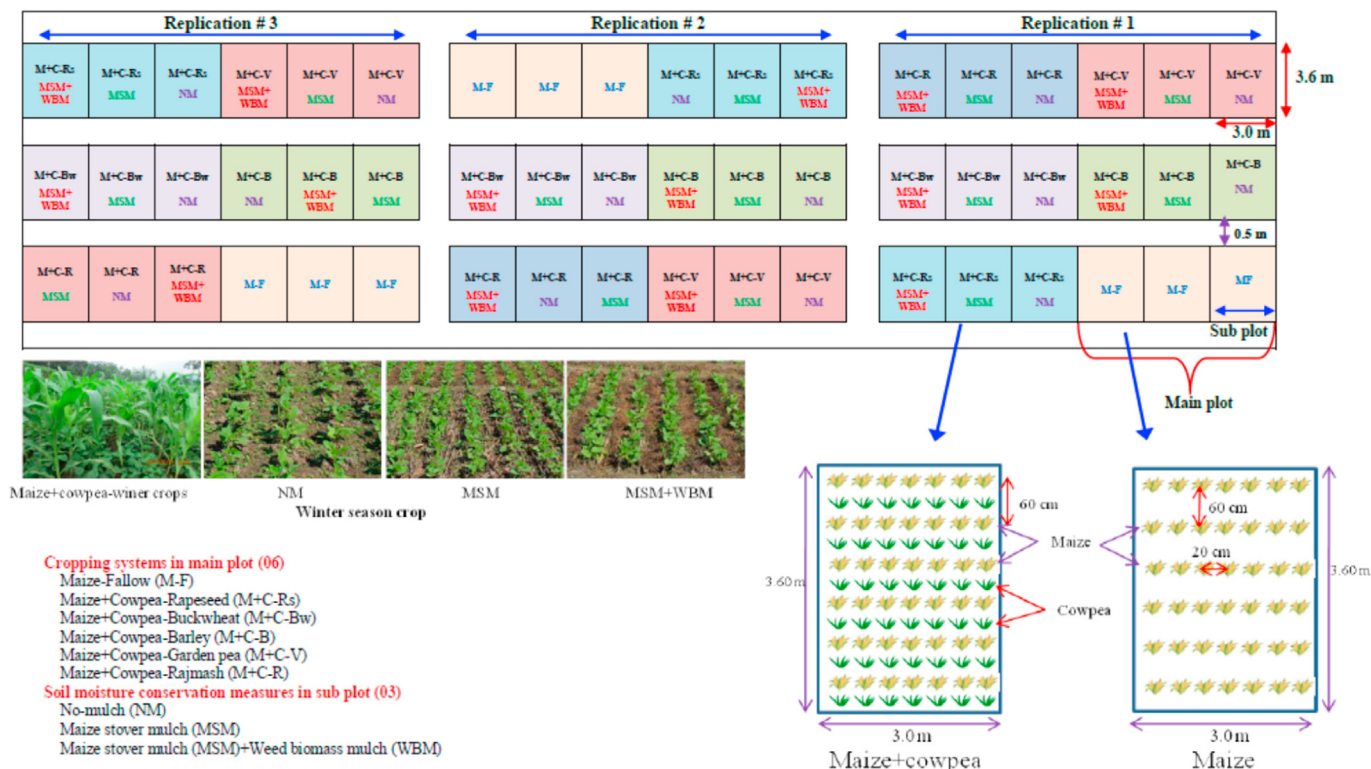 Replication # 3
Replication # 2
Replication # 1
M+C-Rs MSM+ WBM
M+C-Rs MSM
M+C-Rs NM
M+C-V MSM+ WBM
M+C-V MSM
M+C-V NM
M-F
M-F
M-F
M+C-Rs NM
M+C-Rs MSM
M+C-Rs MSM+ WBM
M+C-R MSM+ WBM
M+C-R MSM
M+C-R NM
M+C-V MSM+ WBM
M+C-V MSM
M+C-V NM
3.6 m
3.0 m
M+C-Bw MSM+ WBM
M+C-Bw MSM
M+C-Bw NM
M+C-B NM
M+C-B MSM+ WBM
M+C-B MSM
M+C-Bw MSM+ WBM
M+C-Bw MSM
M+C-Bw NM
M+C-B MSM+ WBM
M+C-B MSM
M+C-B NM
M+C-Bw MSM+ WBM
M+C-Bw MSM
M+C-Bw NM
M+C-B MSM+ WBM
M+C-B MSM
M+C-B NM
0.5 m
M+C-R MSM
M+C-R NM
M+C-R MSM+ WBM
M-F
M-F
M-F
M+C-R MSM+ WBM
M+C-R NM
M+C-R MSM
M+C-V MSM+ WBM
M+C-V MSM
M+C-V NM
M+C-Rs MSM+ WBM
M+C-Rs MSM
M+C-Rs NM
M-F
M-F
MF
Sub plot
Main plot
Maize+cowpea-winer crops
NM
MSM
MSM+WBM
Winter season crop
Cropping systems in main plot (06)
Maize-Fallow (M-F)
Maize+Cowpea-Rapeseed (M+C-Rs)
Maize+Cowpea-Buckwheat (M+C-Bw)
Maize+Cowpea-Barley (M+C-B)
Maize+Cowpea-Garden pea (M+C-V)
Maize+Cowpea-Rajmash (M+C-R)
Soil moisture conservation measures in sub plot (03)
No-mulch (NM)
Maize stover mulch (MSM)
Maize stover mulch (MSM)+Weed biomass mulch (WBM)
3.60 m
60 cm
Maize
Cowpea
60 cm
20 cm
3.60m
3.0 m
3.0 m
Maize+cowpea
Maize